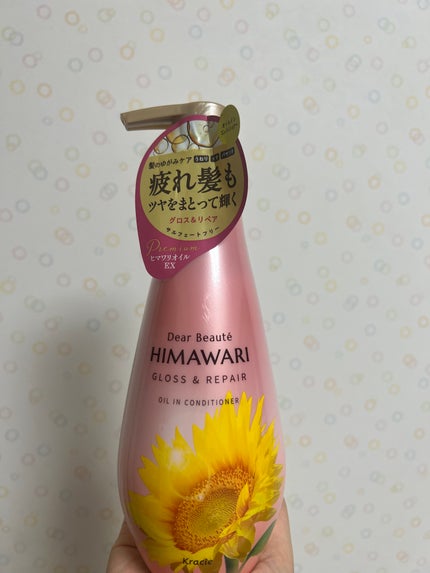 髪のゆがみケア
疲れ髪も
ツヤをまとって輝く
グロス&リペア
サルフェートフリー
Premium
ヒマワリオイル
EX
Dear Beauté
HIMAWARI
GLOSS & REPAIR
OIL IN CONDITIONER
Kracie